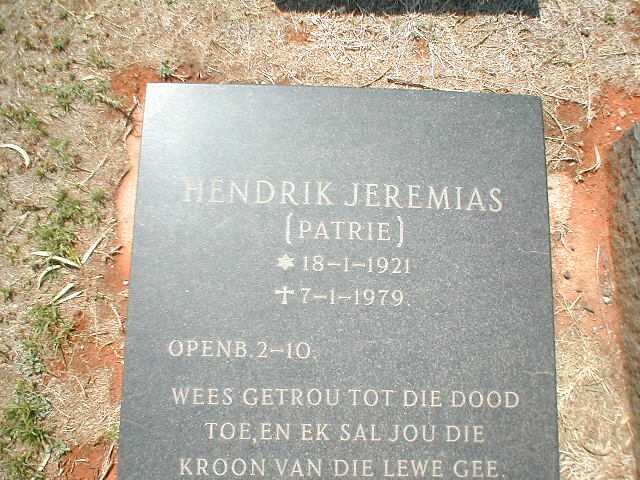 HENDRIK JEREMIAS
(PATRIE)
✡ 18-1-1921
✝ 7-1-1979.
OPENB. 2-10.
WEES GETROU TOT DIE DOOD
TOE, EN EK SAL JOU DIE
KROON VAN DIE LEWE GEE.